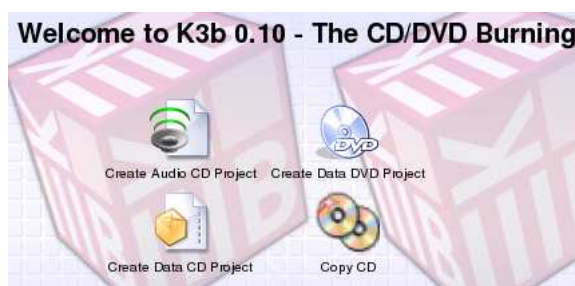 Welcome to K3b 0.10 - The CD/DVD Burning
Create Audio CD Project
DVD
Create Data DVD Project
Create Data CD Project
Copy CD